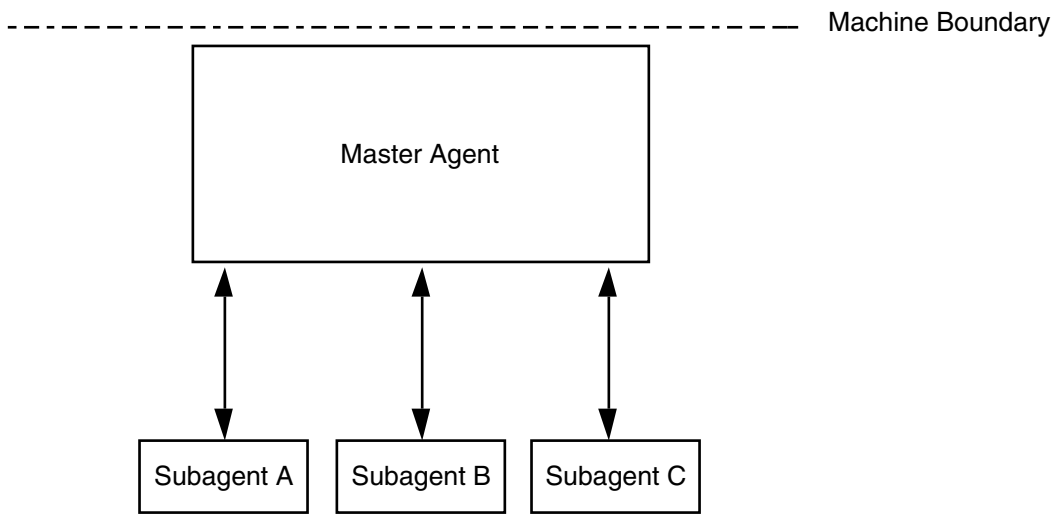 Machine Boundary
Master Agent
Subagent A
Subagent B
Subagent C